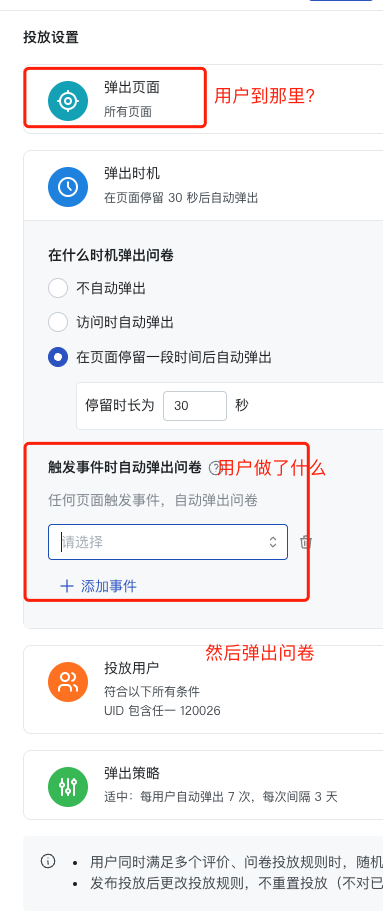 投放设置
弹出页面
所有页面
用户到那里?
弹出时机
在页面停留 30 秒后自动弹出
在什么时机弹出问卷
不自动弹出
访问时自动弹出
在页面停留一段时间后自动弹出
停留时长为 30 秒
触发事件时自动弹出问卷 ?
用户做了什么
任何页面触发事件，自动弹出问卷
请选择
+ 添加事件
然后弹出问卷
投放用户
符合以下所有条件
UID 包含任一 120026
弹出策略
适中：每用户自动弹出 7 次，每次间隔 3 天
• 用户同时满足多个评价、问卷投放规则时，随机
• 发布投放后更改投放规则，不重置投放（不对已